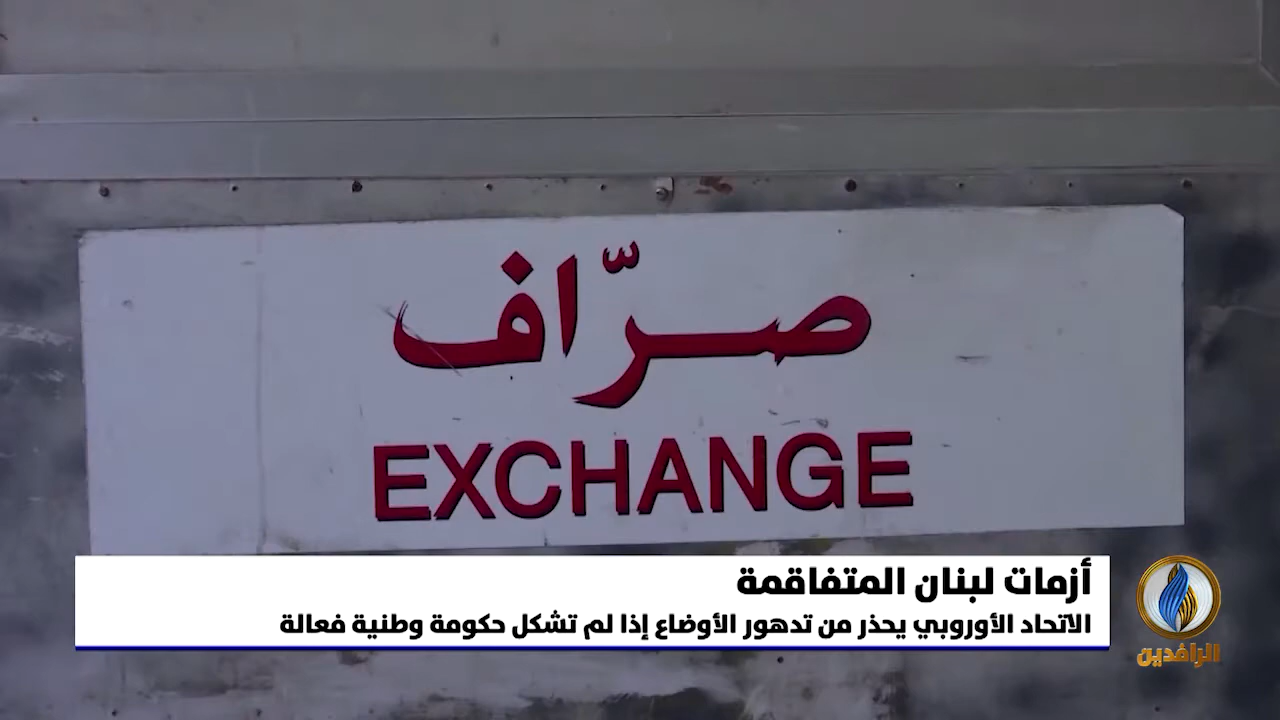 صرّاف
EXCHANGE
أزمات لبنان المتفاقمة
الاتحاد الأوروبي يحذر من تدهور الأوضاع إذا لم تشكل حكومة وطنية فعالة
الرافدين